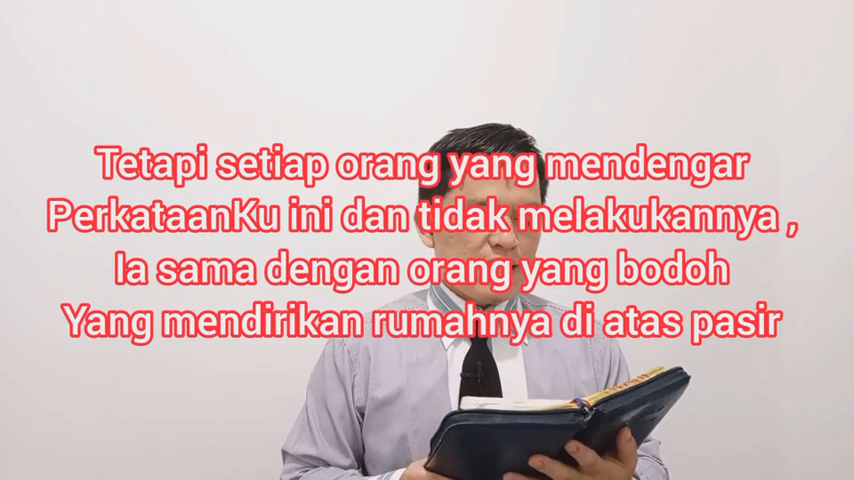 Tetapi setiap orang yang mendengar
PerkataanKu ini dan tidak melakukannya ,
Ia sama dengan orang yang bodoh
Yang mendirikan rumahnya di atas pasir